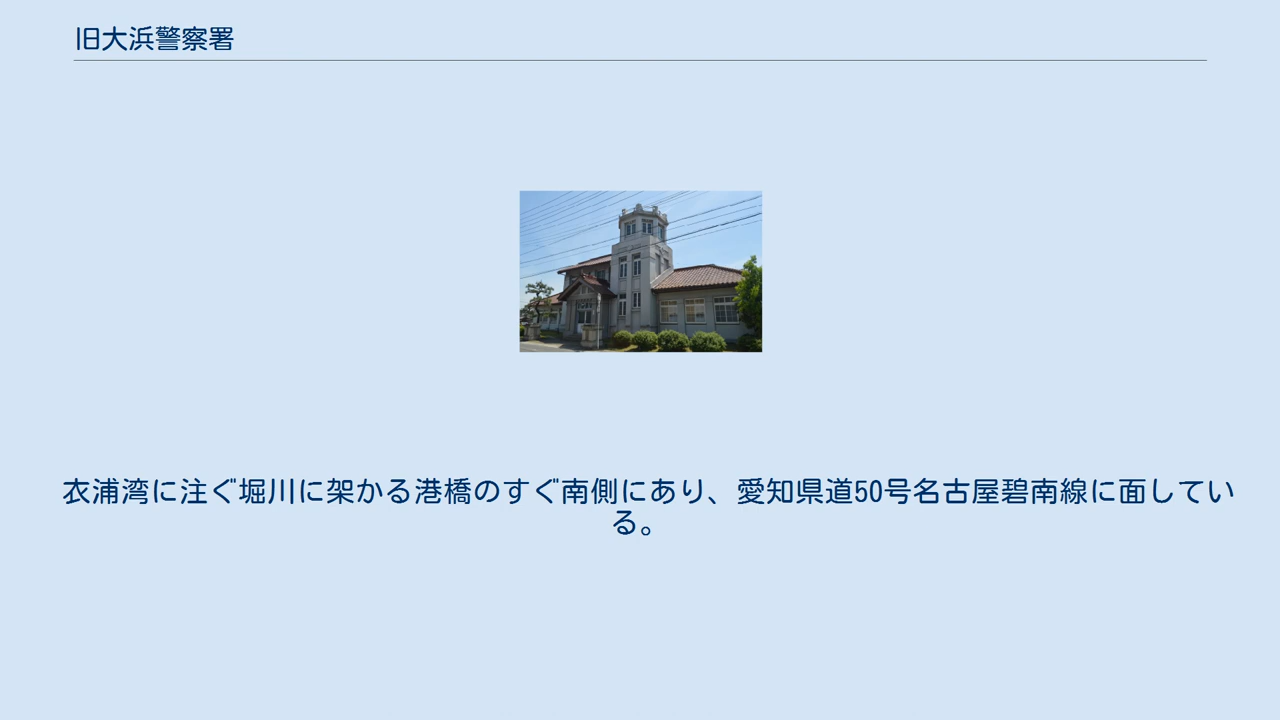 旧大浜警察署
衣浦湾に注ぐ堀川に架かる港橋のすぐ南側にあり、愛知県道50号名古屋碧南線に面してい
る。